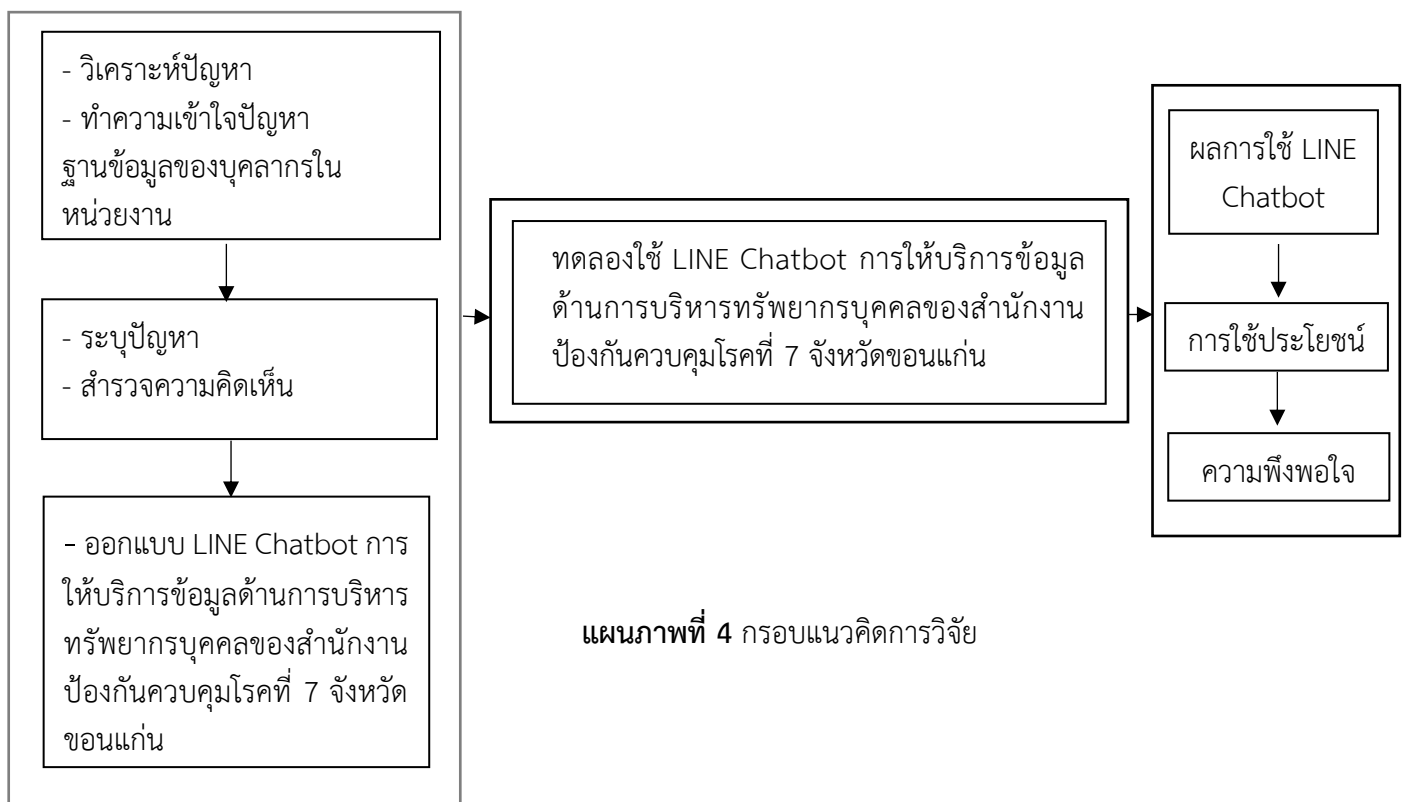 - วิเคราะห์ปัญหา
- ทำความเข้าใจปัญหา
ฐานข้อมูลของบุคลากรใน
หน่วยงาน
- ระบุปัญหา
- สำรวจความคิดเห็น
- ออกแบบ LINE Chatbot การ
ให้บริการข้อมูลด้านการบริหาร
ทรัพยากรบุคคลของสำนักงาน
ป้องกันควบคุมโรคที่ 7 จังหวัด
ขอนแก่น
ทดลองใช้ LINE Chatbot การให้บริการข้อมูล
ด้านการบริหารทรัพยากรบุคคลของสำนักงาน
ป้องกันควบคุมโรคที่ 7 จังหวัดขอนแก่น
ผลการใช้ LINE
Chatbot
การใช้ประโยชน์
ความพึงพอใจ
แผนภาพที่ 4 กรอบแนวคิดการวิจัย